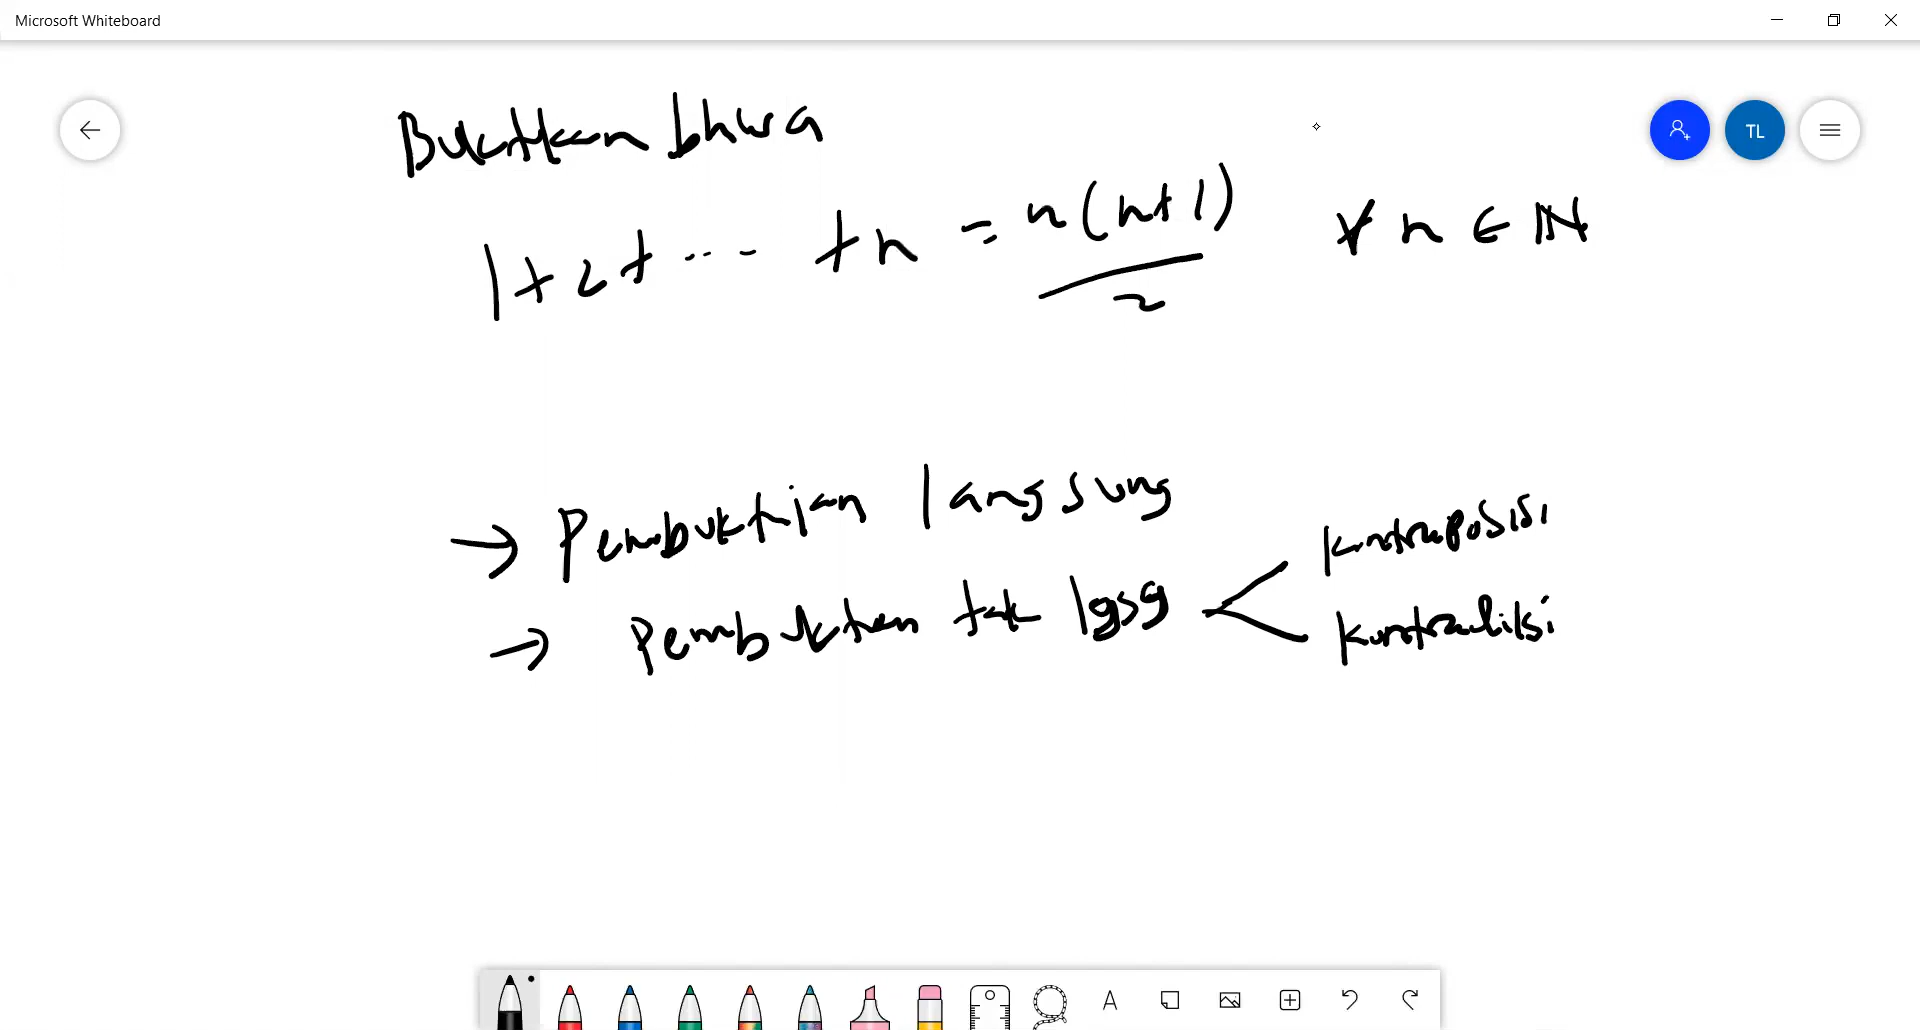 Microsoft Whiteboard
TL
Buktikan bhwa
1+2+ ... +n = n(n+1)/2 ∀ n ∈ ℕ
→ Pembuktian langsung
→ Pembuktian tak lgsg < kontraposisi
kontradiksi
A